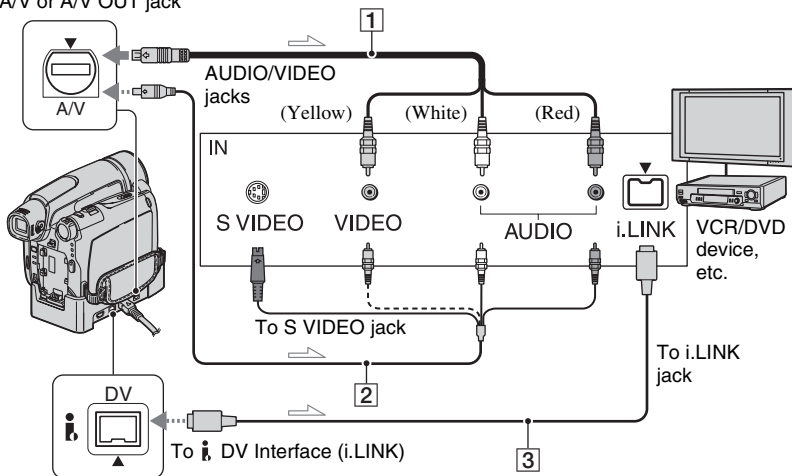 A/V or A/V OUT jack
1
AUDIO/VIDEO
jacks
A/V
(Yellow)
(White)
(Red)
IN
S VIDEO
VIDEO
AUDIO
i.LINK
VCR/DVD
device,
etc.
To S VIDEO jack
2
To i.LINK
jack
DV
i
To i DV Interface (i.LINK)
3